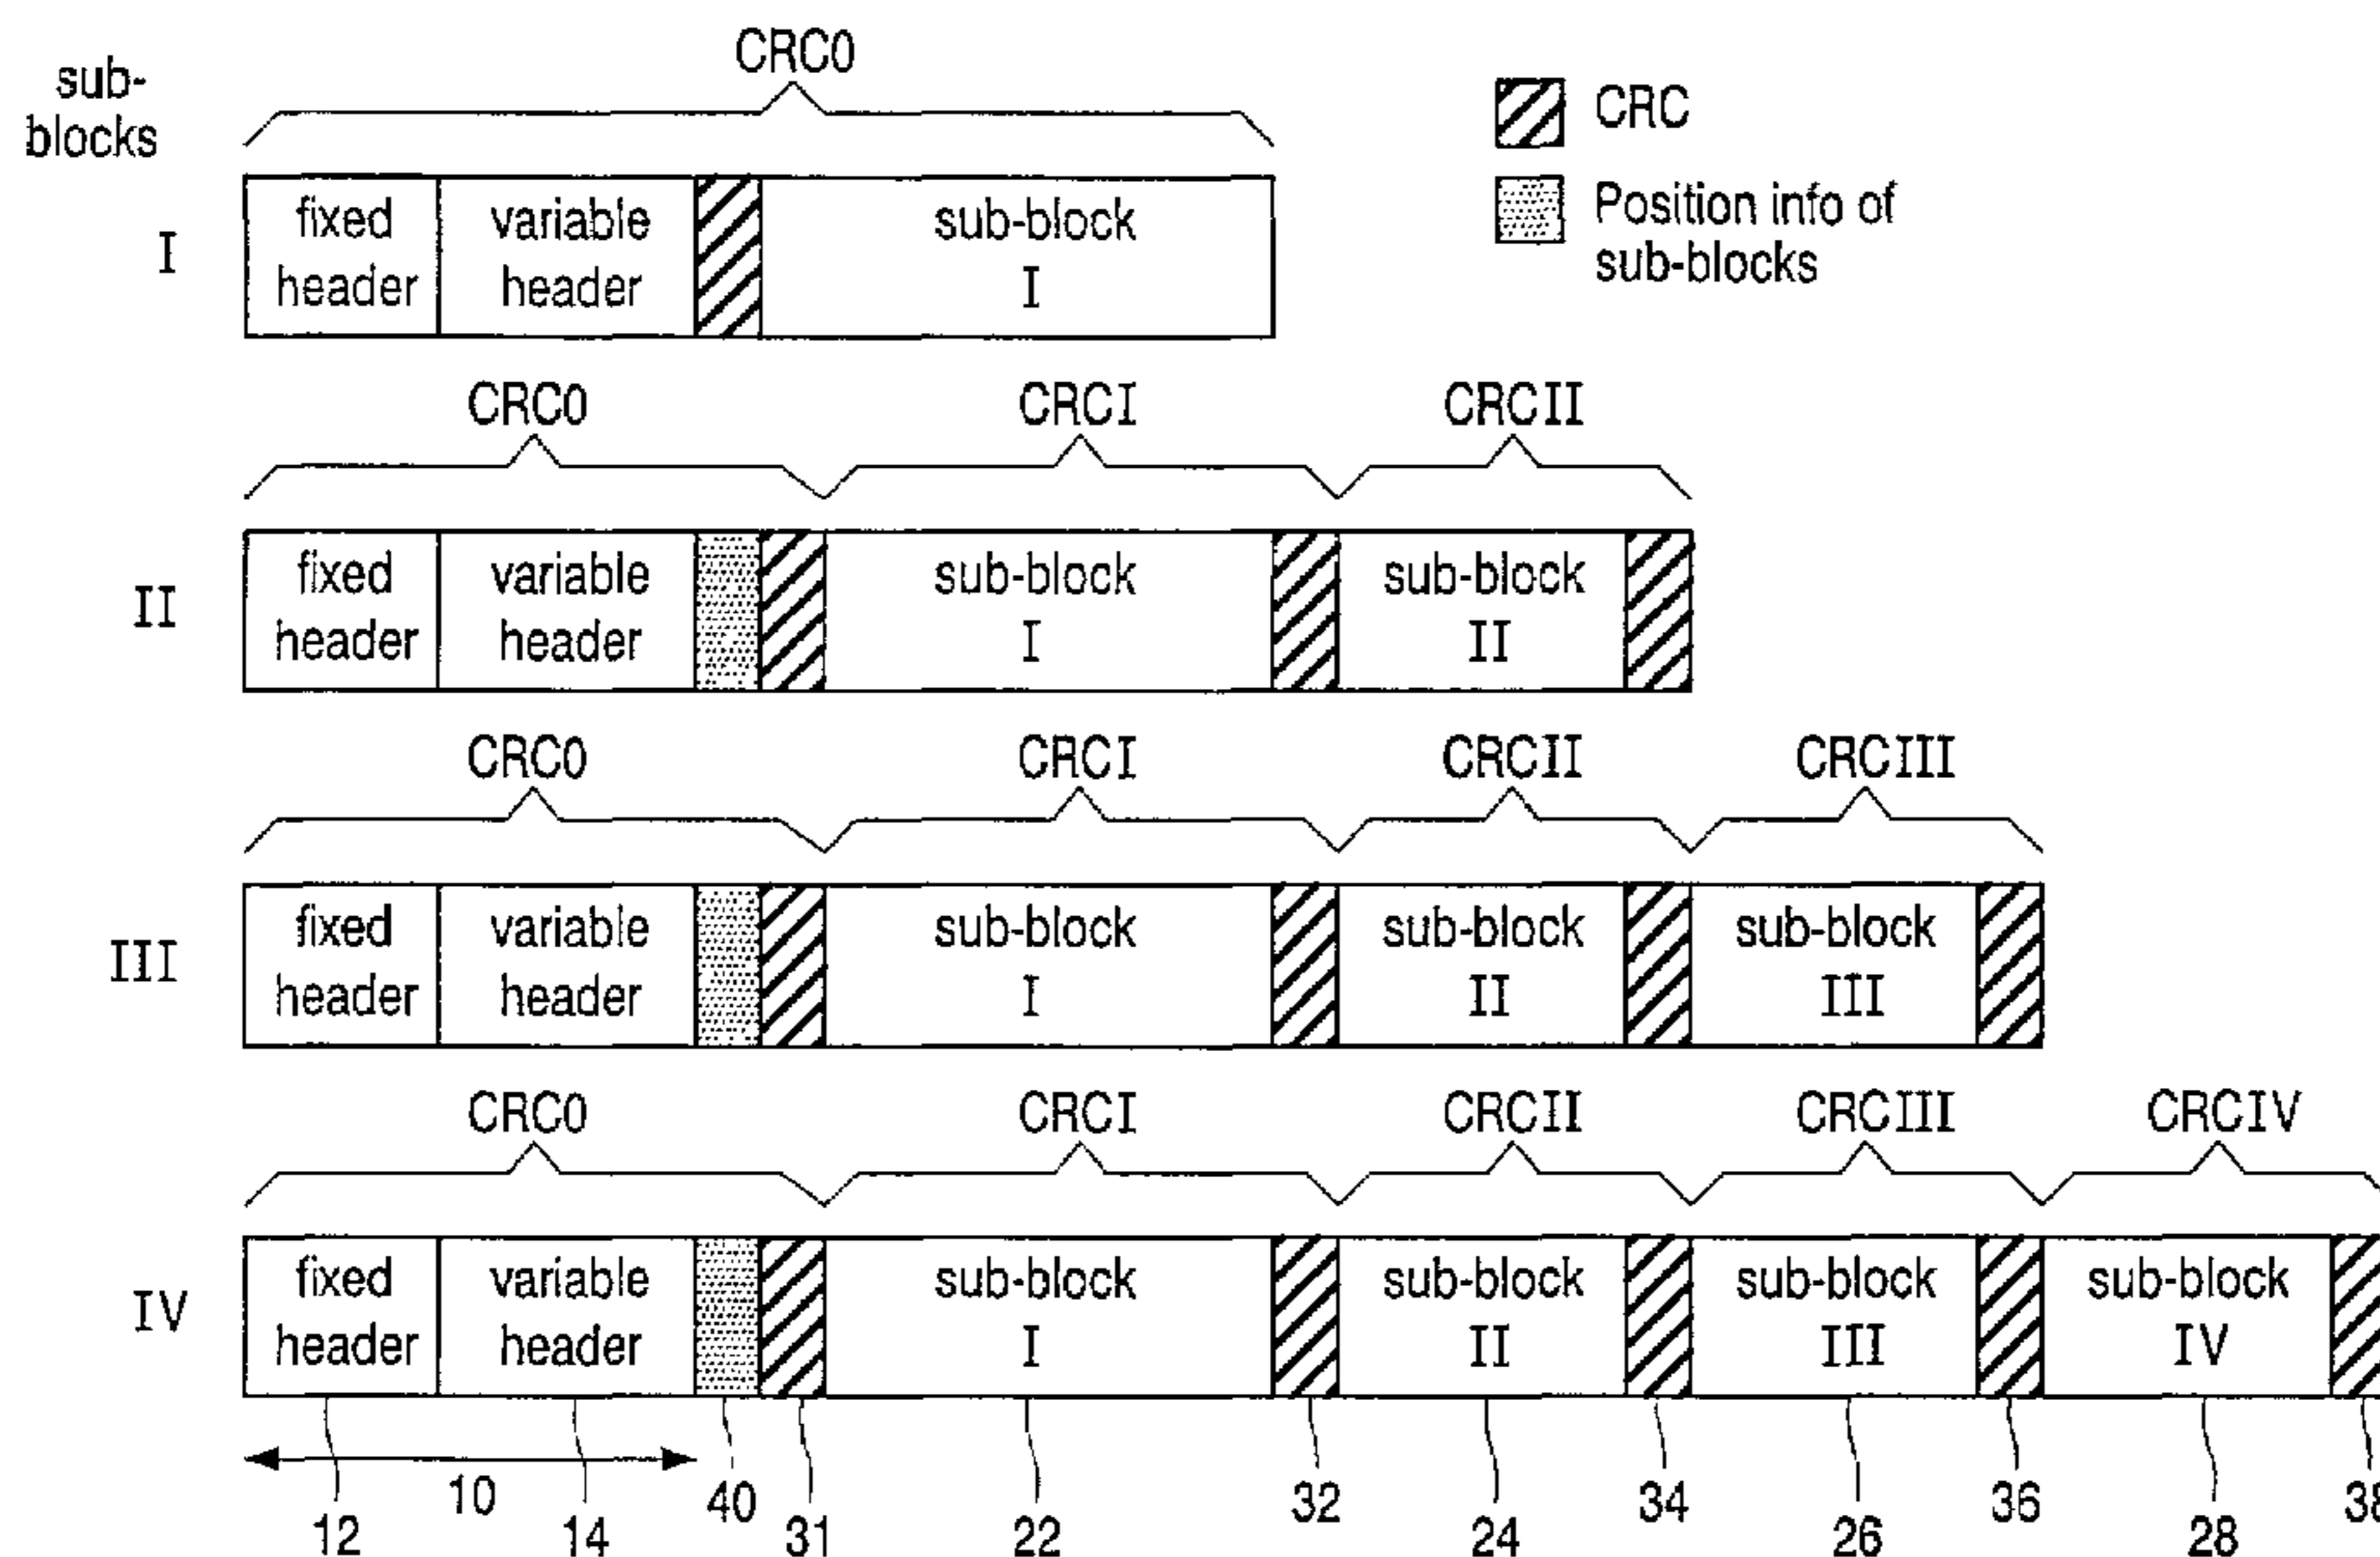 sub-
blocks
CRC0
CRC
Position info of
sub-blocks
I
fixed
header
variable
header
sub-block
I
CRC0
CRCI
CRCII
II
fixed
header
variable
header
sub-block
I
sub-block
II
CRC0
CRCI
CRCII
CRCIII
III
fixed
header
variable
header
sub-block
I
sub-block
II
sub-block
III
CRC0
CRCI
CRCII
CRCIII
CRCIV
IV
fixed
header
variable
header
sub-block
I
sub-block
II
sub-block
III
sub-block
IV
10
12
14
40
31
22
32
24
34
26
36
28
38